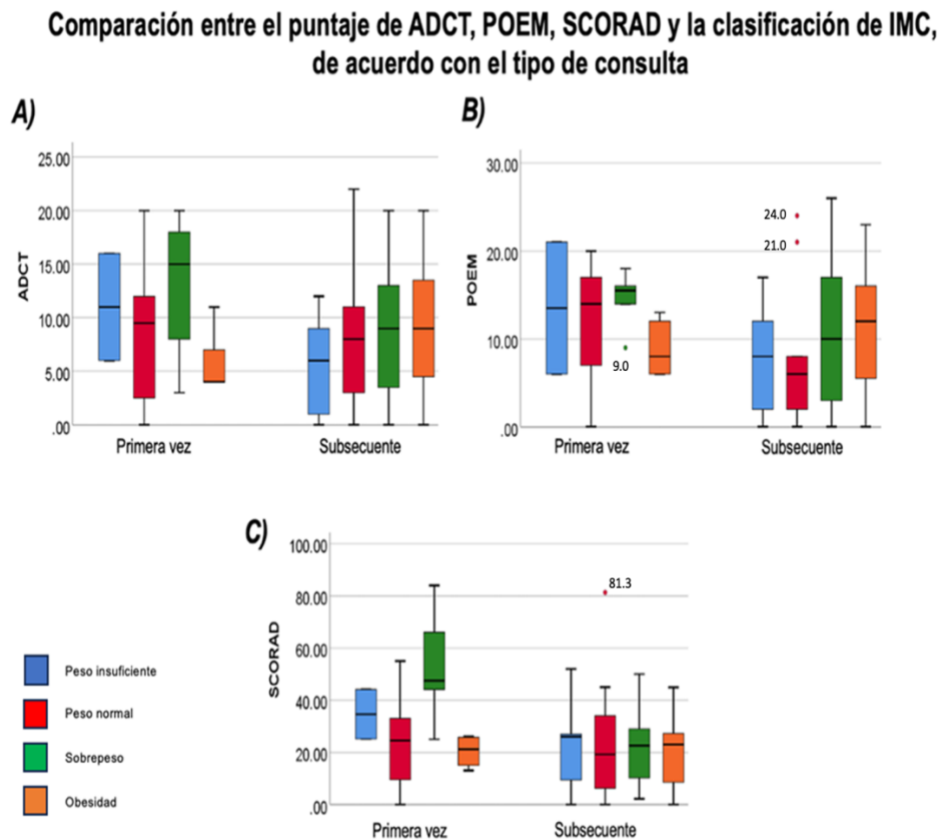 Comparación entre el puntaje de ADCT, POEM, SCORAD y la clasificación de IMC,
de acuerdo con el tipo de consulta
A)
25.00
20.00
15.00
10.00
5.00
.00
ADCT
Primera vez
Subsecuente
B)
30.00
20.00
10.00
.00
POEM
9.0
24.0
21.0
Primera vez
Subsecuente
C)
100.00
80.00
60.00
40.00
20.00
.00
SCORAD
81.3
Primera vez
Subsecuente
Peso insuficiente
Peso normal
Sobrepeso
Obesidad